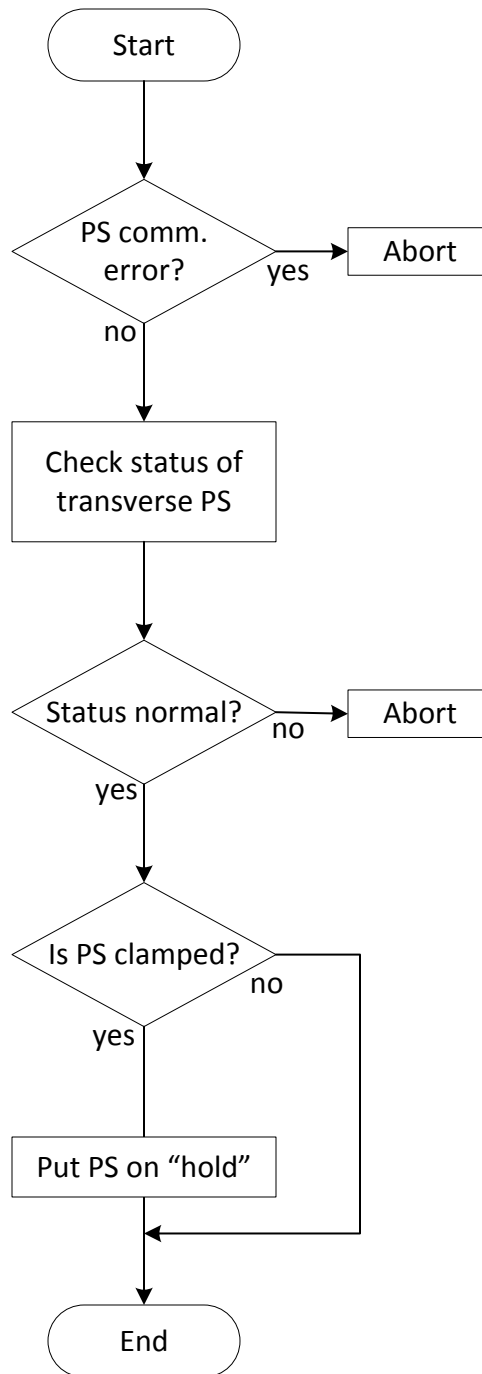 Start
PS comm.
error?
yes
Abort
no
Check status of
transverse PS
Status normal?
no
Abort
yes
Is PS clamped?
no
yes
Put PS on “hold”
End